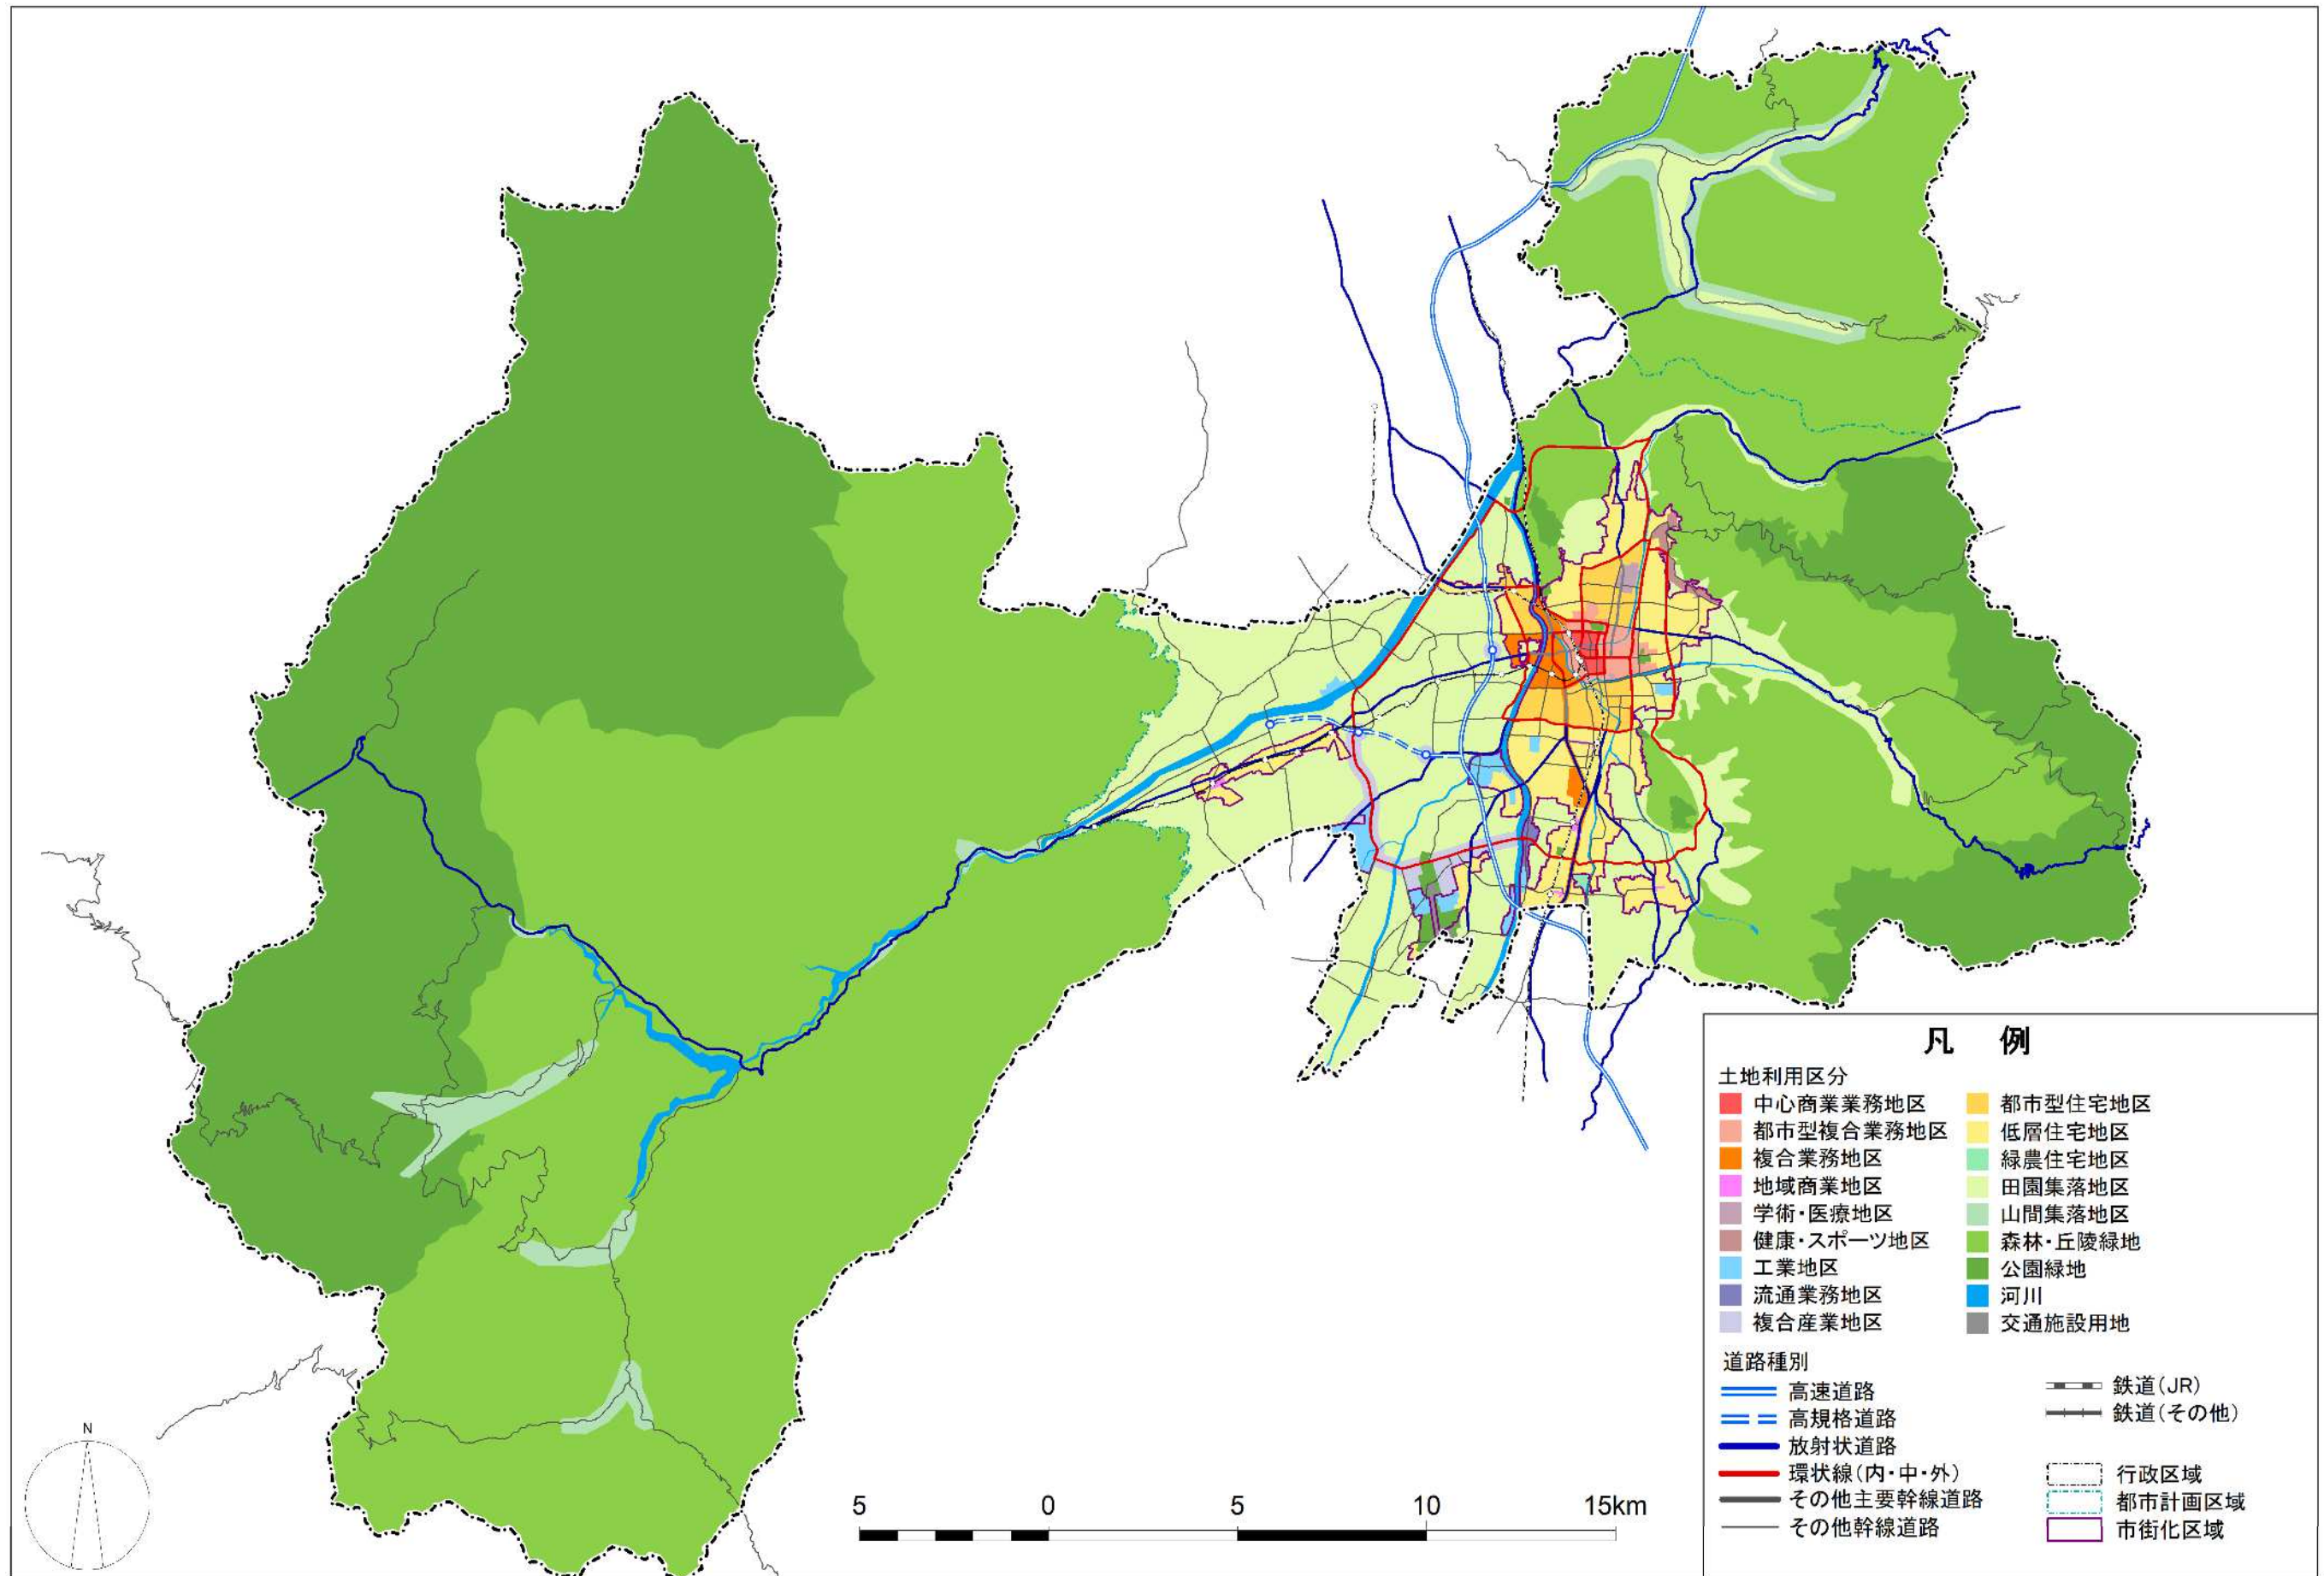 凡 例
土地利用区分
中心商業業務地区
都市型複合業務地区
複合業務地区
地域商業地区
学術・医療地区
健康・スポーツ地区
工業地区
流通業務地区
複合産業地区
都市型住宅地区
低層住宅地区
緑農住宅地区
田園集落地区
山間集落地区
森林・丘陵緑地
公園緑地
河川
交通施設用地
道路種別
高速道路
高規格道路
放射状道路
環状線(内・中・外)
その他主要幹線道路
その他幹線道路
鉄道(JR)
鉄道(その他)
行政区域
都市計画区域
市街化区域
N
5 0 5 10 15km